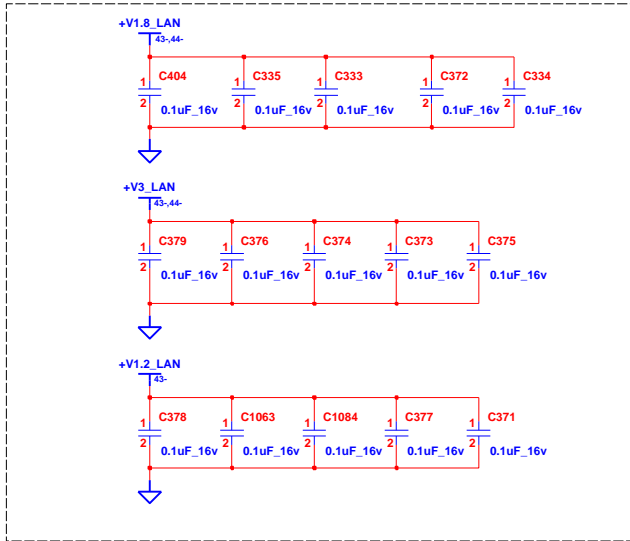 +V1.8_LAN
43-,44-
C404 C335 C333 C372 C334
1 1 1 1 1
2 2 2 2 2
0.1uF_16v 0.1uF_16v 0.1uF_16v 0.1uF_16v 0.1uF_16v
+V3_LAN
43-,44-
C379 C376 C374 C373 C375
1 1 1 1 1
2 2 2 2 2
0.1uF_16v 0.1uF_16v 0.1uF_16v 0.1uF_16v 0.1uF_16v
+V1.2_LAN
43-
C378 C1063 C1084 C377 C371
1 1 1 1 1
2 2 2 2 2
0.1uF_16v 0.1uF_16v 0.1uF_16v 0.1uF_16v 0.1uF_16v